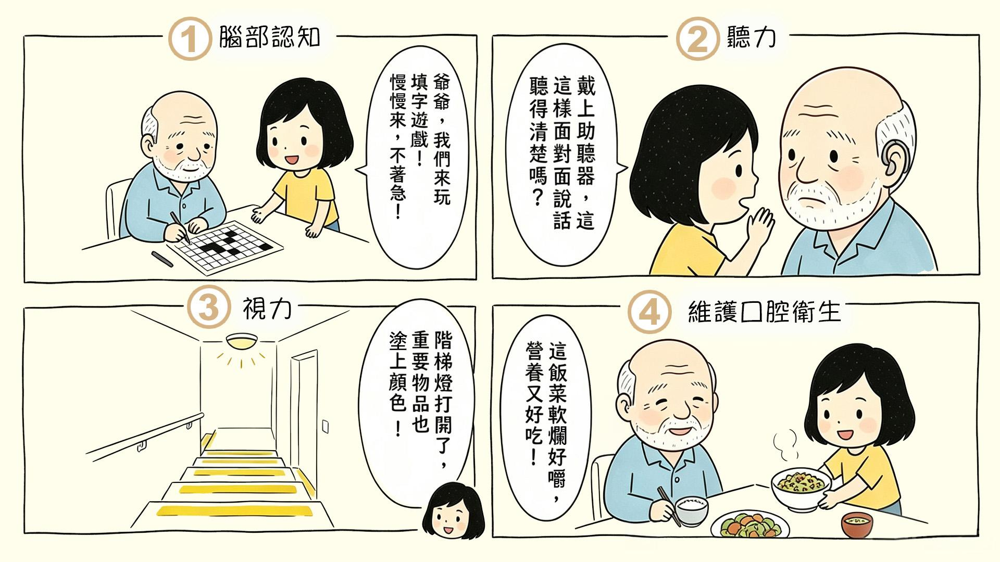 1 腦部認知
爺爺，我們來玩
填字遊戲！
慢慢來，不著急！
2 聽力
戴上助聽器，這
這樣面對面說話
聽得清楚嗎？
3 視力
階梯燈打開了，
重要物品也
塗上顏色！
4 維護口腔衛生
這飯菜軟爛好嚼，
營養又好吃！